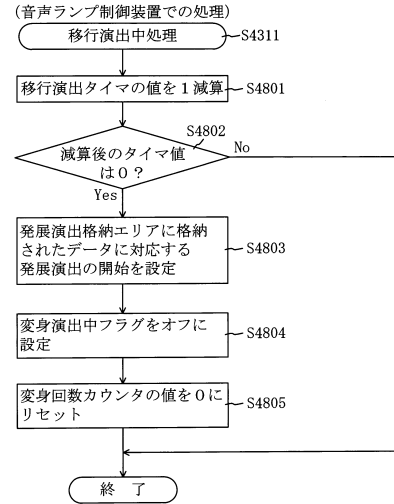 (音声ランプ制御装置での処理)
移行演出中処理
S4311
移行演出タイマの値を1減算
S4801
S4802
減算後のタイマ値
は0?
No
Yes
発展演出格納エリアに格納
されたデータに対応する
発展演出の開始を設定
S4803
変身演出中フラグをオフに
設定
S4804
変身回数カウンタの値を0に
リセット
S4805
終 了